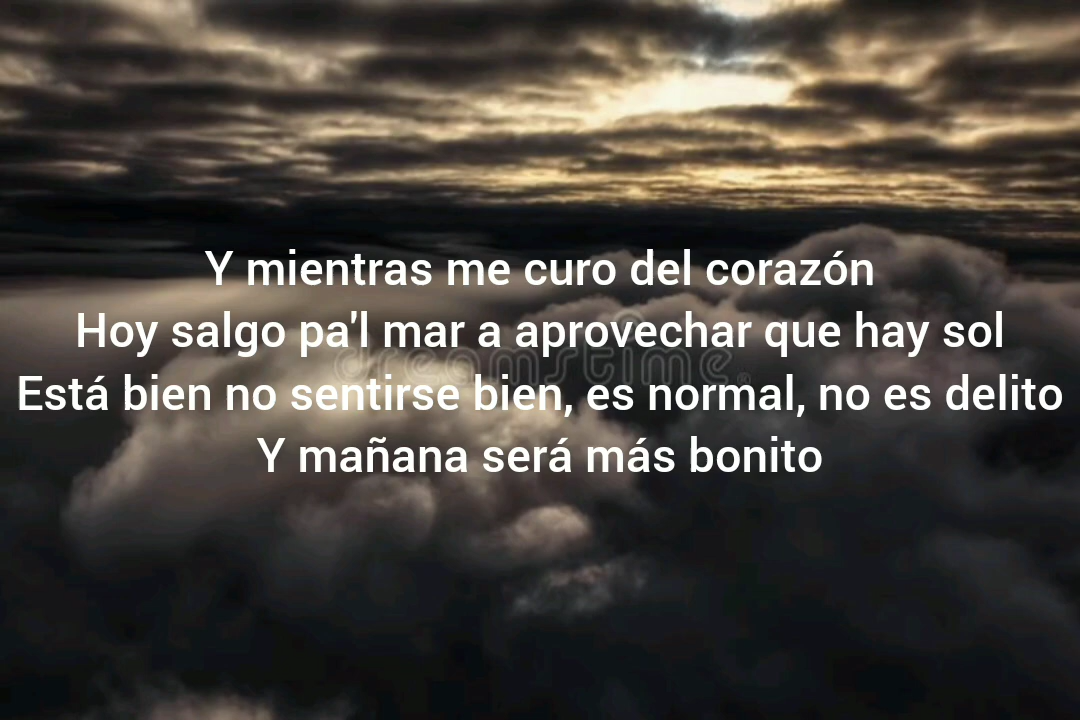 Y mientras me curo del corazón
Hoy salgo pa'l mar a aprovechar que hay sol
dreamstime®
Está bien no sentirse bien, es normal, no es delito
Y mañana será más bonito